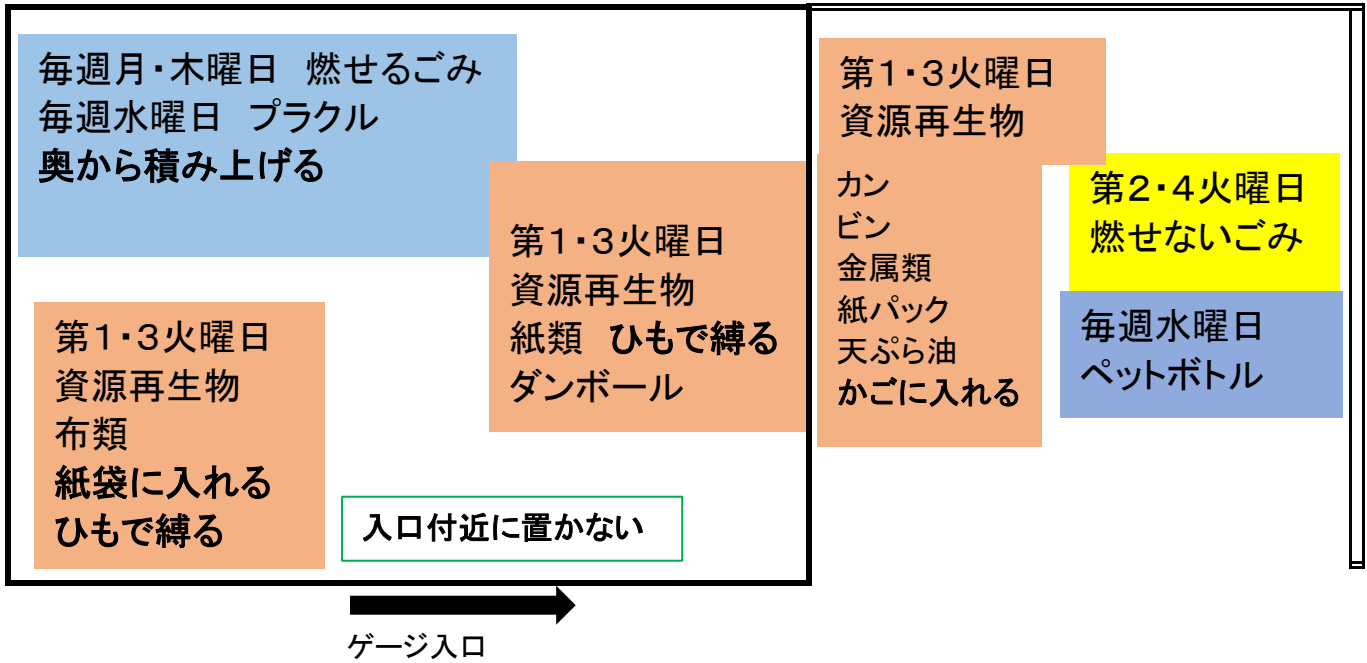 毎週月・木曜日　燃せるごみ
毎週水曜日　プラクル
奥から積み上げる
第１・３火曜日
資源再生物
布類
紙袋に入れる
ひもで縛る
第１・３火曜日
資源再生物
紙類　ひもで縛る
ダンボール
入口付近に置かない
ゲージ入口
第１・３火曜日
資源再生物
カン
ビン
金属類
紙パック
天ぷら油
かごに入れる
第２・４火曜日
燃せないごみ
毎週水曜日
ペットボトル